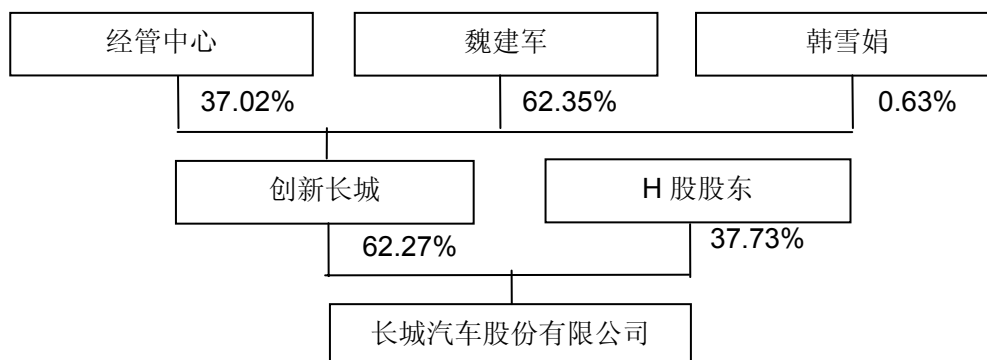 经管中心
魏建军
韩雪娟
37.02%
62.35%
0.63%
创新长城
H 股股东
62.27%
37.73%
长城汽车股份有限公司